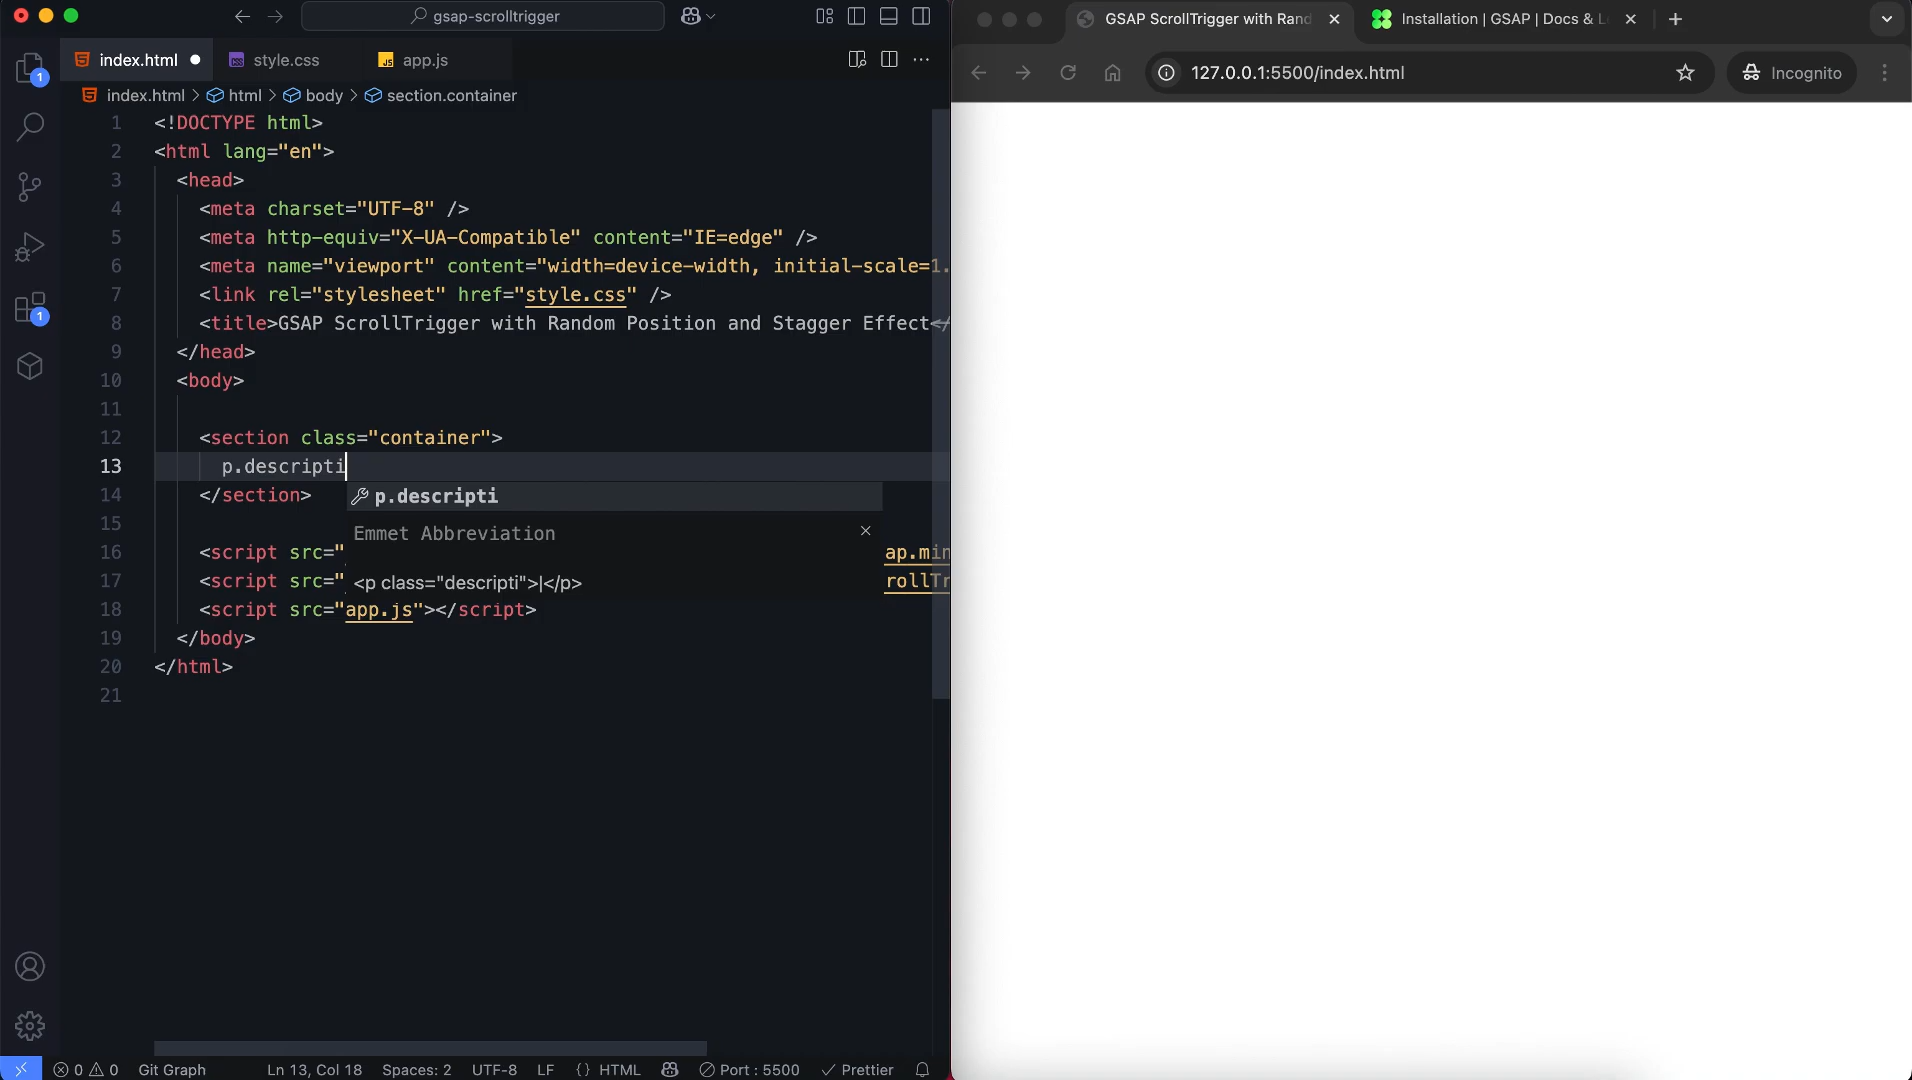 gsap-scrolltrigger
index.html
style.css
JS
app.js
index.html > html > body > section.container
1 <!DOCTYPE html>
2 <html lang="en">
3 <head>
4 <meta charset="UTF-8" />
5 <meta http-equiv="X-UA-Compatible" content="IE=edge" />
6 <meta name="viewport" content="width=device-width, initial-scale=1.
7 <link rel="stylesheet" href="style.css" />
8 <title>GSAP ScrollTrigger with Random Position and Stagger Effect</
9 </head>
10 <body>
11
12 <section class="container">
13 p.descripti
14 </section>
p.descripti
15
Emmet Abbreviation
16 <script src=" ap.min
17 <script src=" rollTr
<p class="descripti">|</p>
18 <script src="app.js"></script>
19 </body>
20 </html>
21
1
1
0 0 Git Graph Ln 13, Col 18 Spaces: 2 UTF-8 LF {} HTML Port : 5500 Prettier
GSAP ScrollTrigger with Rand
Installation | GSAP | Docs & L
127.0.0.1:5500/index.html
Incognito